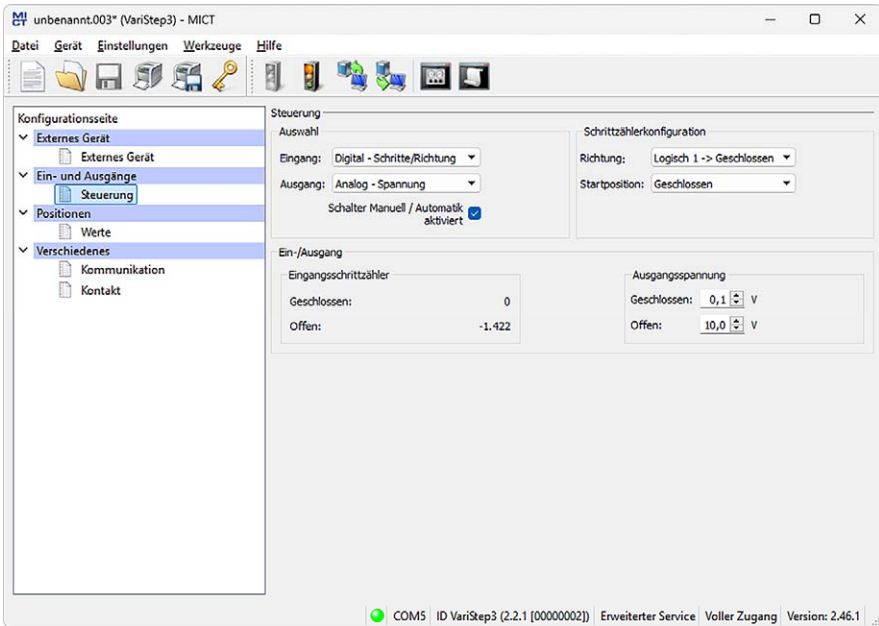 MICT unbenannt.003* (VariStep3) - MICT
Datei Gerät Einstellungen Werkzeuge Hilfe
Konfigurationsseite
Externes Gerät
Externes Gerät
Ein- und Ausgänge
Steuerung
Positionen
Werte
Verschiedenes
Kommunikation
Kontakt
Steuerung
Auswahl
Eingang: Digital - Schritte/Richtung
Ausgang: Analog - Spannung
Schalter Manuell / Automatik
aktiviert
Schrittzählerkonfiguration
Richtung: Logisch 1 -> Geschlossen
Startposition: Geschlossen
Ein-/Ausgang
Eingangsschrittzähler
Geschlossen: 0
Offen: -1.422
Ausgangsspannung
Geschlossen: 0,1 V
Offen: 10,0 V
COM5 ID VariStep3 (2.2.1 [00000002]) Erweiterter Service Voller Zugang Version: 2.46.1